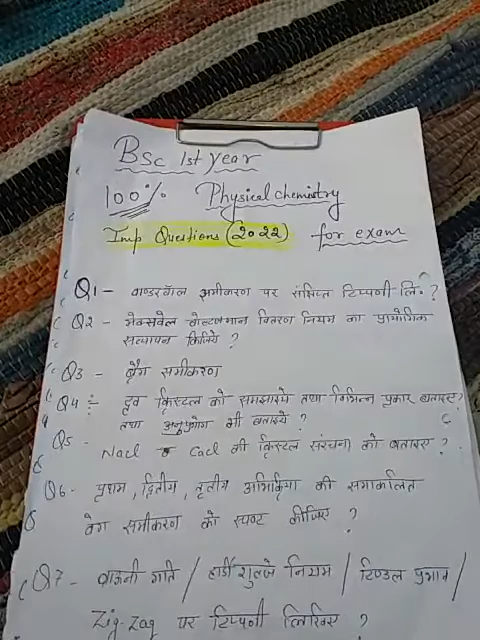 BSc 1st year
100% Physical chemistry
Imp Questions (2022) for exam
Q1 - वाण्डरवॉल समीकरण पर संक्षिप्त टिप्पणी लि॰ ?
Q2 - मेक्सवेल बोल्टजमान वितरण नियम का प्रायोगिक
सत्यापन किजिये ?
Q3 - ब्रैग समीकरण
Q4 - द्रव क्रिस्टल को समझाइये तथा विभिन्न प्रकार बताइए?
तथा अनुप्रयोग भी बताइये ?
Q5 - Nacl Cscl की क्रिस्टल संरचना को बताइए ?
Q6 - प्रथम, द्वितीय, तृतीय अभिक्रिया की समाकलित
वेग समीकरण को स्पष्ट कीजिए ?
Q7 - ब्राउनी गति / हार्डी शुल्जे नियम / टिण्डल प्रभाव /
Zig-Zag पर टिप्पणी लिखिए ?